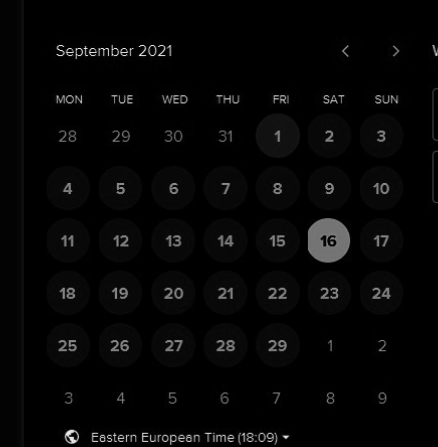 September 2021
MON TUE WED THU FRI SAT SUN
28 29 30 31 1 2 3
4 5 6 7 8 9 10
11 12 13 14 15 16 17
18 19 20 21 22 23 24
25 26 27 28 29 1 2
3 4 5 6 7 8 9
Eastern European Time (18:09)